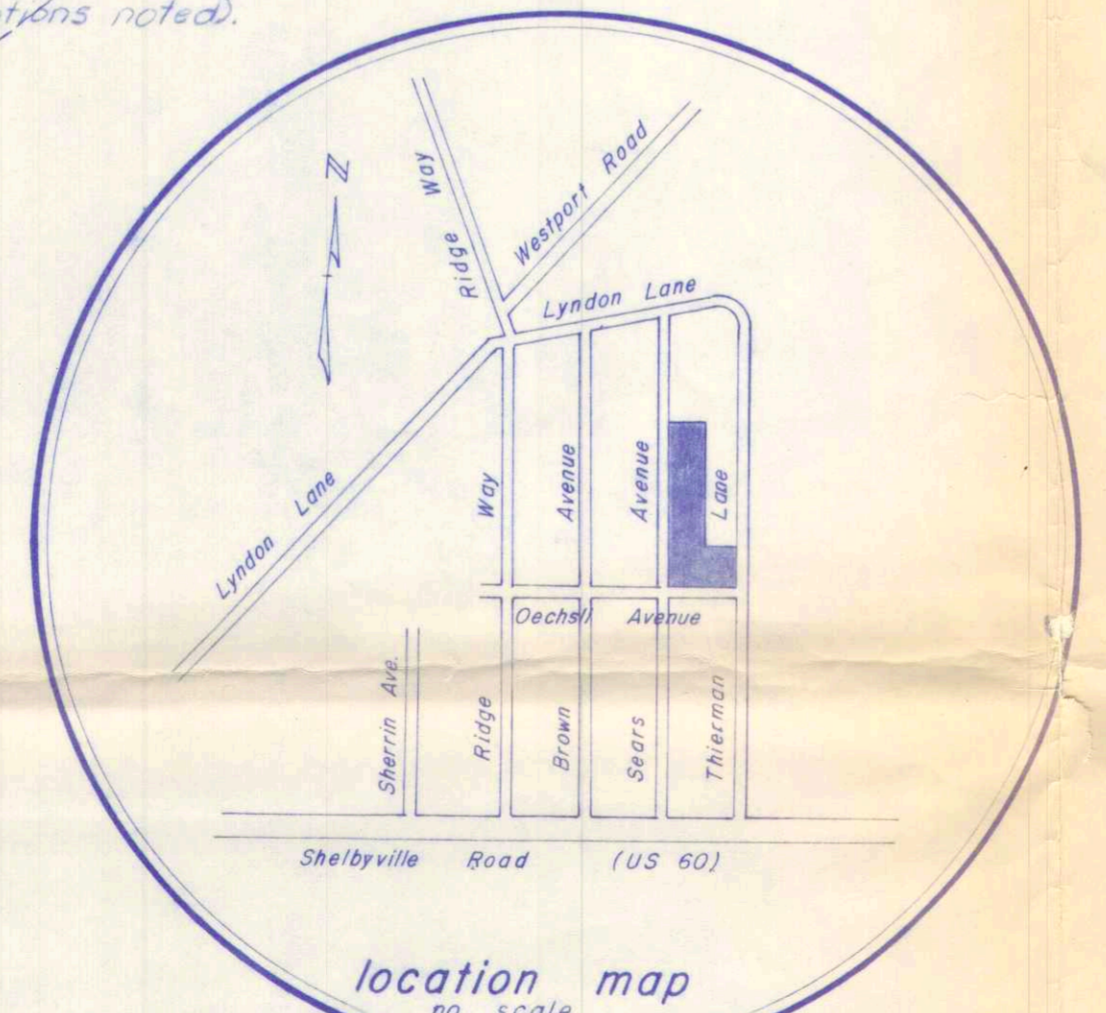 tions noted).
N
Ridge Way
Westport Road
Lyndon Lane
Lyndon Lane
Way
Avenue
Avenue
Lane
Oechsli Avenue
Sherrin Ave.
Ridge
Brown
Sears
Thierman
Shelbyville Road (US 60)
location map
no scale